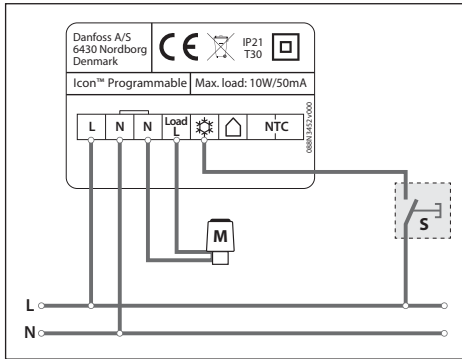 Danfoss A/S
6430 Nordborg
Denmark
CE
IP21
T30
Icon™ Programmable
Max. load: 10W/50mA
L
N
N
Load
L
NTC
088N3452 v000
M
S
L
N